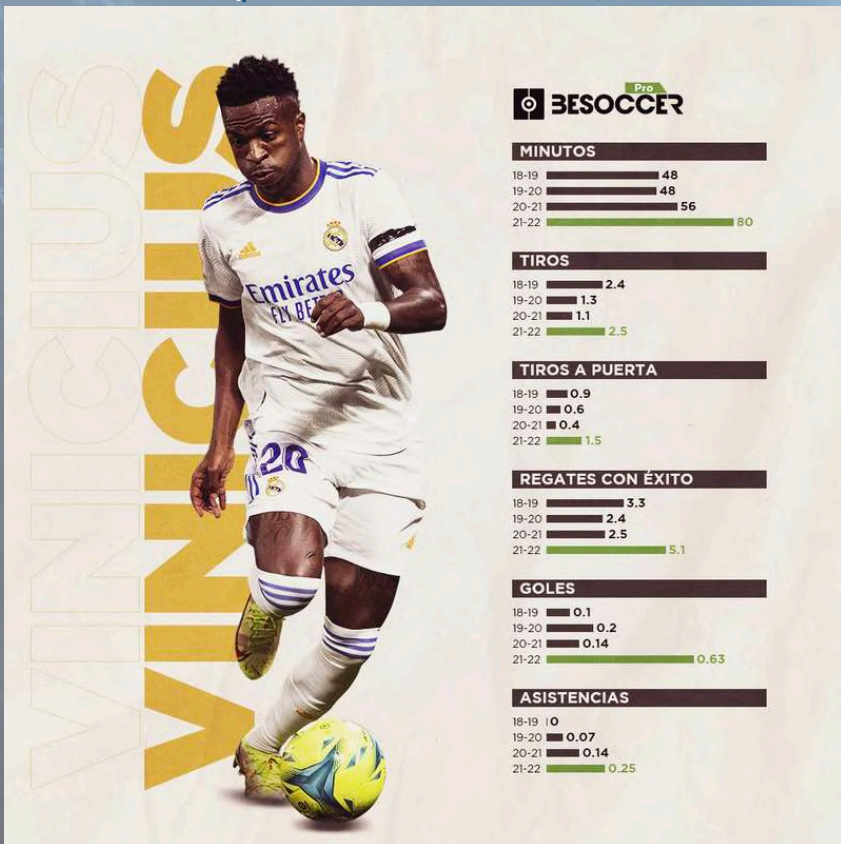 VINICIUS
VINICIUS
Pro
BESOCCER
MINUTOS
18-19 48
19-20 48
20-21 56
21-22 80
TIROS
18-19 2.4
19-20 1.3
20-21 1.1
21-22 2.5
TIROS A PUERTA
18-19 0.9
19-20 0.6
20-21 0.4
21-22 1.5
REGATES CON ÉXITO
18-19 3.3
19-20 2.4
20-21 2.5
21-22 5.1
GOLES
18-19 0.1
19-20 0.2
20-21 0.14
21-22 0.63
ASISTENCIAS
18-19 0
19-20 0.07
20-21 0.14
21-22 0.25
adidas
Emirates
FLY BETTER
20